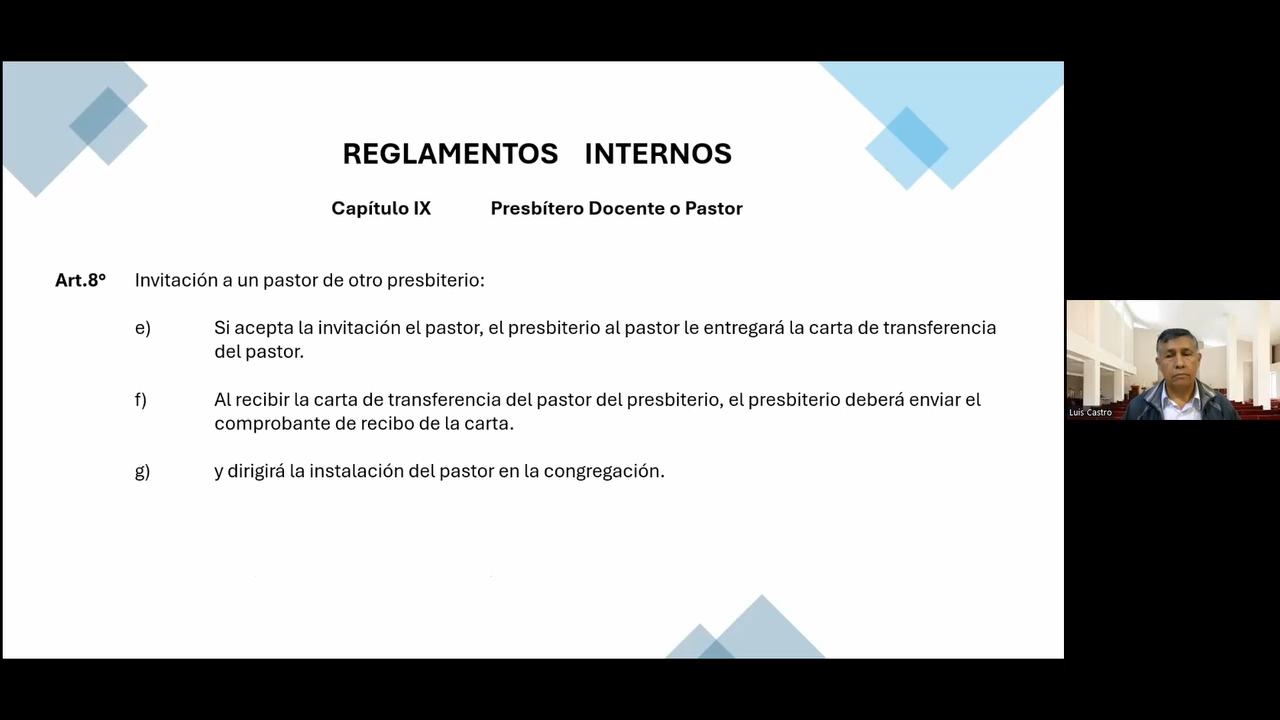 REGLAMENTOS INTERNOS
Capítulo IX Presbítero Docente o Pastor
Art.8° Invitación a un pastor de otro presbiterio:
e) Si acepta la invitación el pastor, el presbiterio al pastor le entregará la carta de transferencia
del pastor.
f) Al recibir la carta de transferencia del pastor del presbiterio, el presbiterio deberá enviar el
comprobante de recibo de la carta.
g) y dirigirá la instalación del pastor en la congregación.
Luis Castro